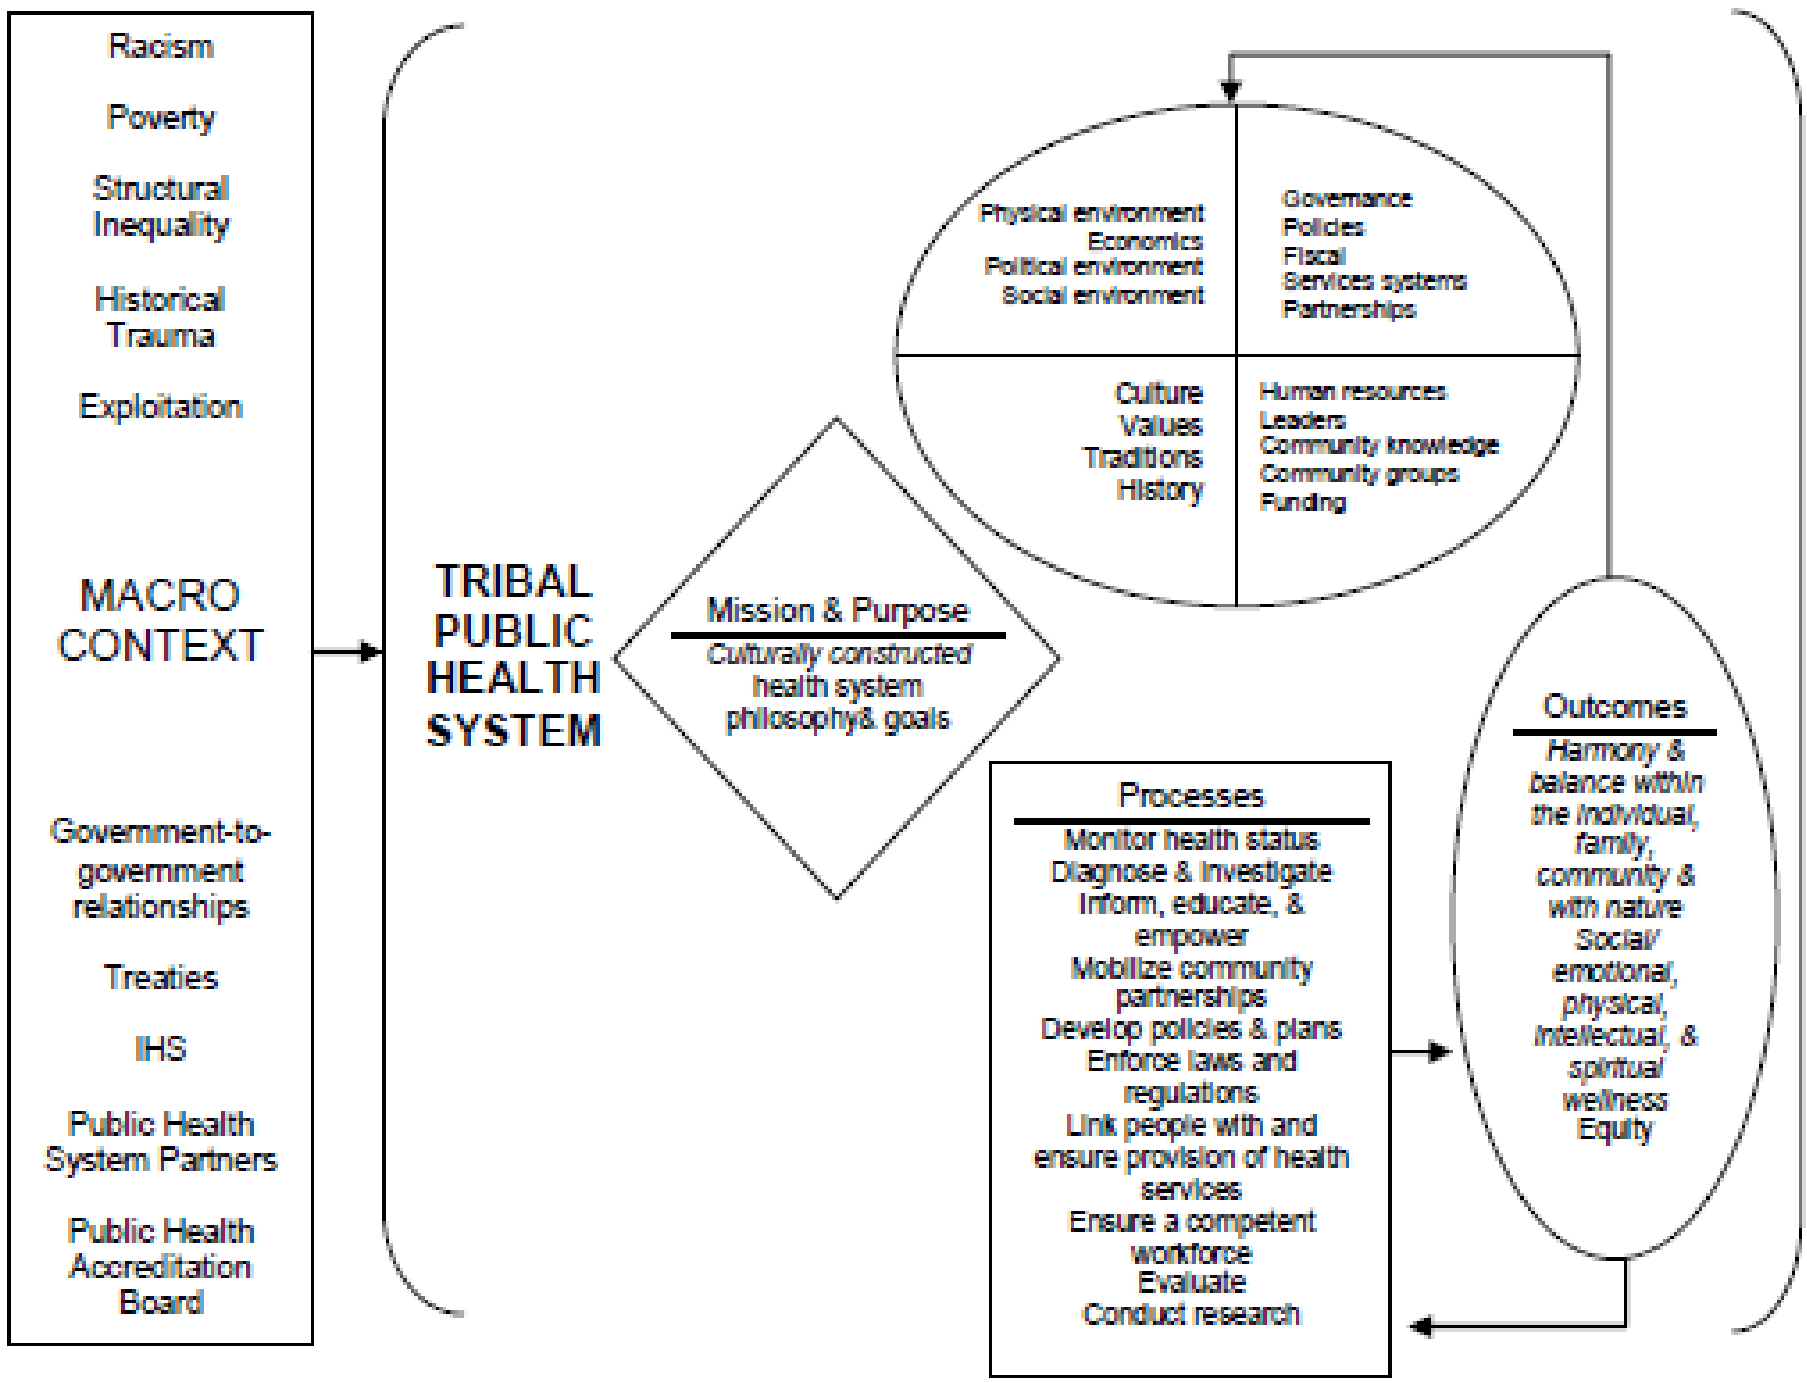 Racism
Poverty
Structural
Inequality
Historical
Trauma
Exploitation
MACRO
CONTEXT
Government-to-
government
relationships
Treaties
IHS
Public Health
System Partners
Public Health
Accreditation
Board
TRIBAL
PUBLIC
HEALTH
SYSTEM
Mission & Purpose
Culturally constructed
health system
philosophy& goals
Physical environment
Economics
Political environment
Social environment
Governance
Policies
Fiscal
Services systems
Partnerships
Culture
Values
Traditions
History
Human resources
Leaders
Community knowledge
Community groups
Funding
Processes
Monitor health status
Diagnose & Investigate
Inform, educate, &
empower
Mobilize community
partnerships
Develop policies & plans
Enforce laws and
regulations
Link people with and
ensure provision of health
services
Ensure a competent
workforce
Evaluate
Conduct research
Outcomes
Harmony &
balance within
the individual,
family,
community &
with nature
Social/
emotional,
physical,
intellectual, &
spiritual
wellness
Equity